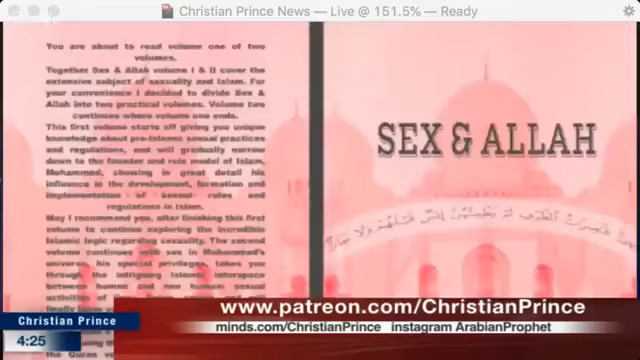 Christian Prince News — Live @ 151.5% — Ready
You are about to read volume one of two
volumes.
Together Sex & Allah volume I & II cover the
extensive subject of sexuality and Islam. For
your convenience I decided to divide Sex &
Allah into two practical volumes. Volume two
continues where volume one ends.
This first volume starts off giving you unique
knowledge about pre-Islamic sexual practices
and regulations, and will gradually narrow
down to the founder and role model of Islam,
Mohammed, showing in great detail his
influence in the development, formation and
implementation of sexual rules and
regulations in Islam.
May I recommend you, after finishing this first
volume to continue exploring the incredible
Islamic logic regarding sexuality. The second
volume continues with sex in Mohammed's
universe, his special privileges, takes you
through the intriguing Islamic interspace
between human and non human sexual
activities of
finally
the Quran
SEX & ALLAH
www.patreon.com/ChristianPrince
minds.com/ChristianPrince instagram ArabianProphet
Christian Prince
4:25